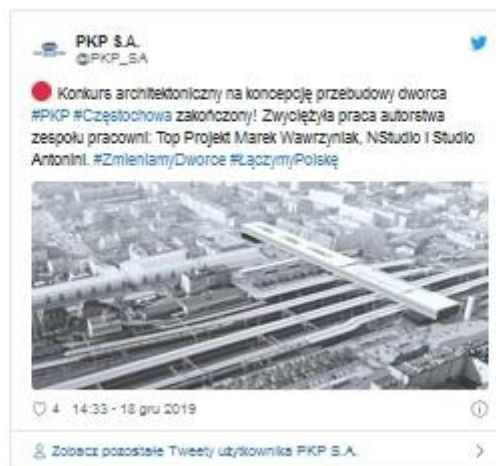 PKP S.A.
@PKP_SA
Konkurs architektoniczny na koncepcję przebudowy dworca
#PKP #Częstochowa zakończony! Zwyciężyła praca autorstwa
zespołu pracowni: Top Projekt Marek Wawrzyniak, NStudio i Studio
Antonini. #ZmieniamyDworce #ŁączymyPolskę
4 14:33 - 18 gru 2019
Zobacz pozostałe Tweety użytkownika PKP S.A.